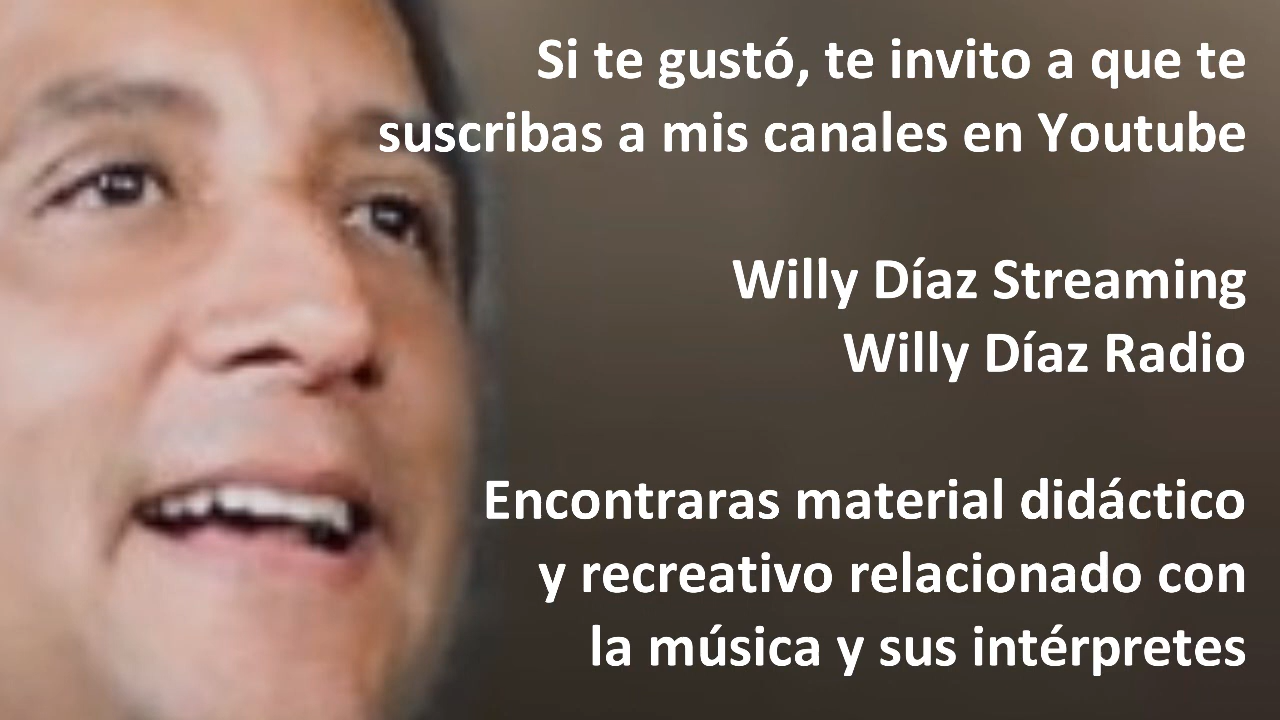 Si te gustó, te invito a que te
suscribas a mis canales en Youtube
Willy Díaz Streaming
Willy Díaz Radio
Encontraras material didáctico
y recreativo relacionado con
la música y sus intérpretes